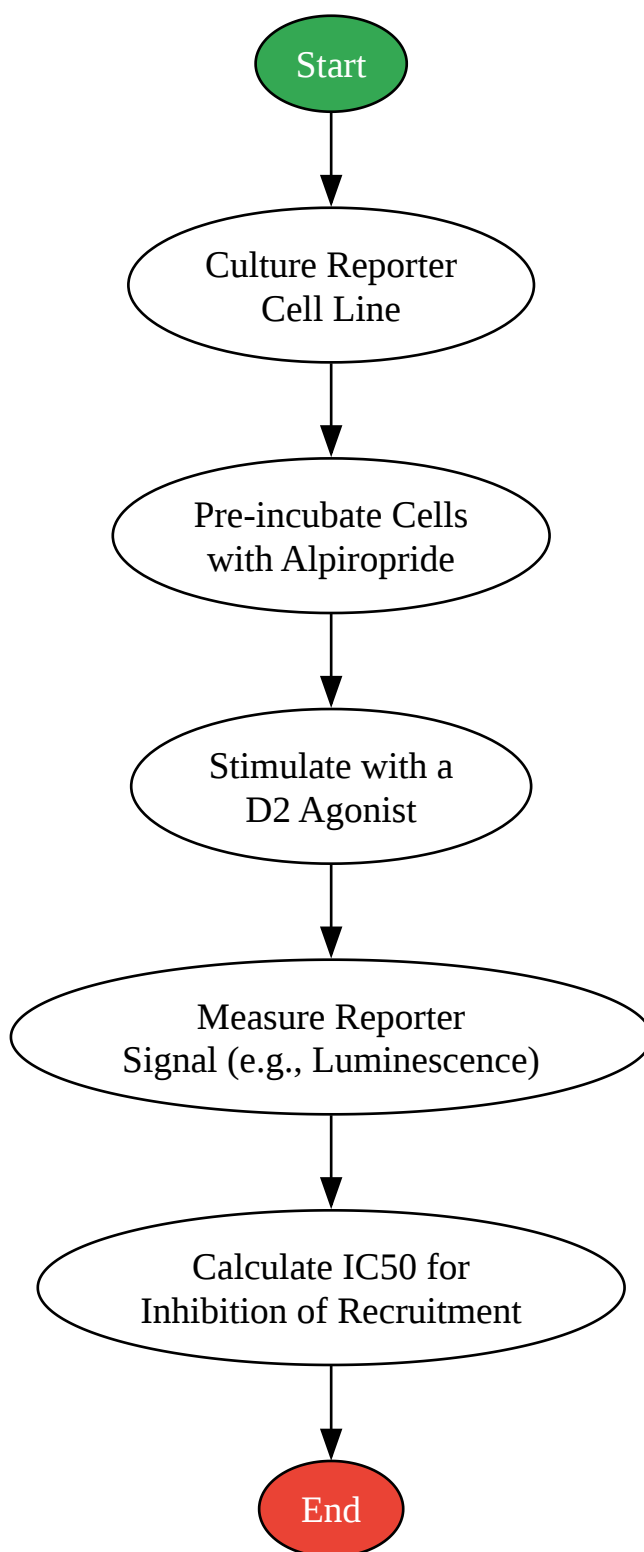 Start
Culture Reporter
Cell Line
Pre-incubate Cells
with Alpiropride
Stimulate with a
D2 Agonist
Measure Reporter
Signal (e.g., Luminescence)
Calculate IC50 for
Inhibition of Recruitment
End